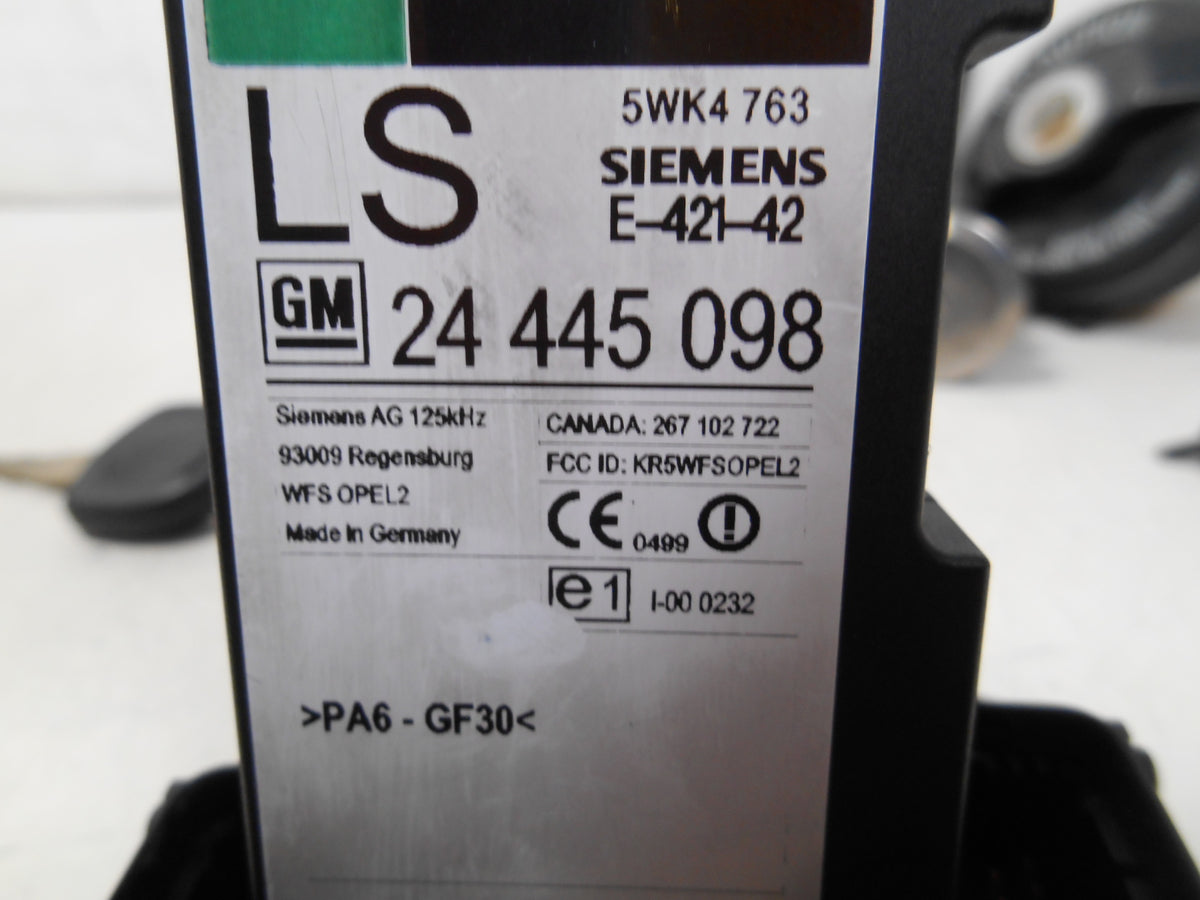 LS
5WK4 763
SIEMENS
E-421-42
GM 24 445 098
Siemens AG 125kHz
93009 Regensburg
WFS OPEL2
Made in Germany
CANADA: 267 102 722
FCC ID: KR5WFSOPEL2
CE 0499
e1 I-00 0232
>PA6 - GF30<